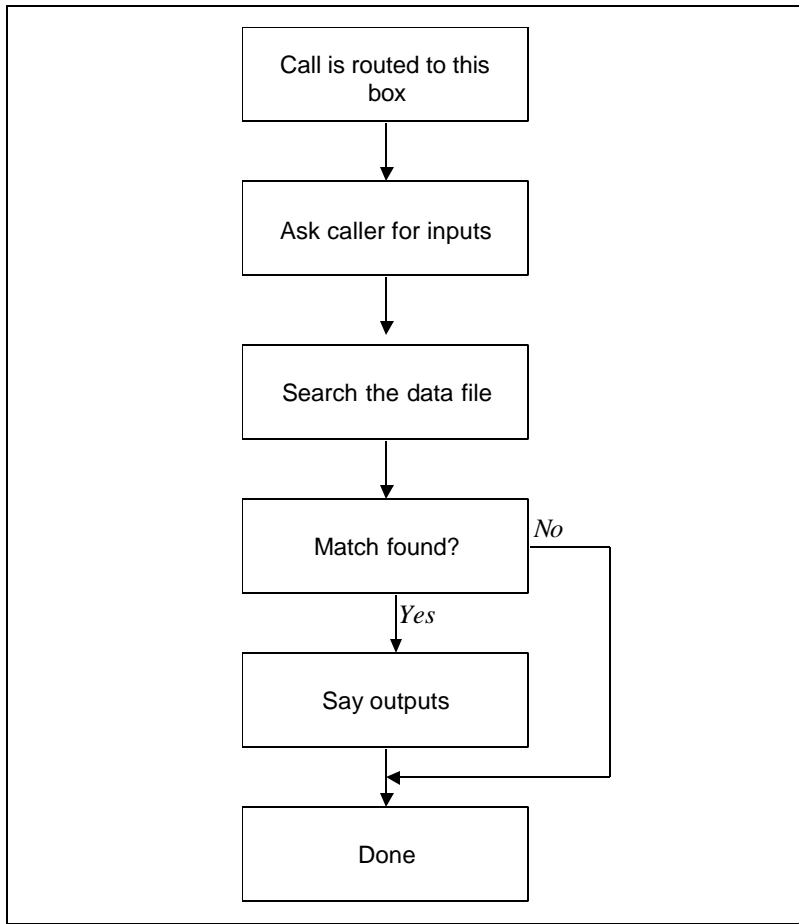 Call is routed to this
box
Ask caller for inputs
Search the data file
Match found?
No
Yes
Say outputs
Done